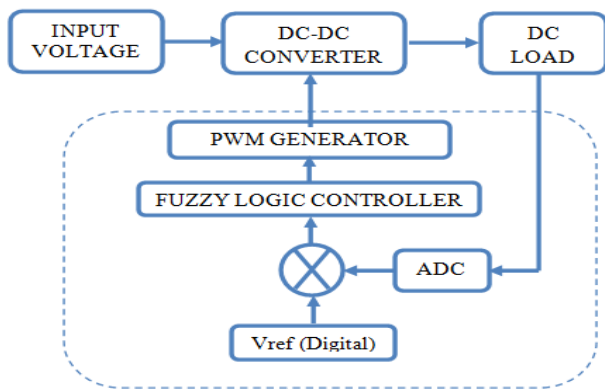 INPUT
VOLTAGE
DC-DC
CONVERTER
DC
LOAD
PWM GENERATOR
FUZZY LOGIC CONTROLLER
ADC
Vref (Digital)